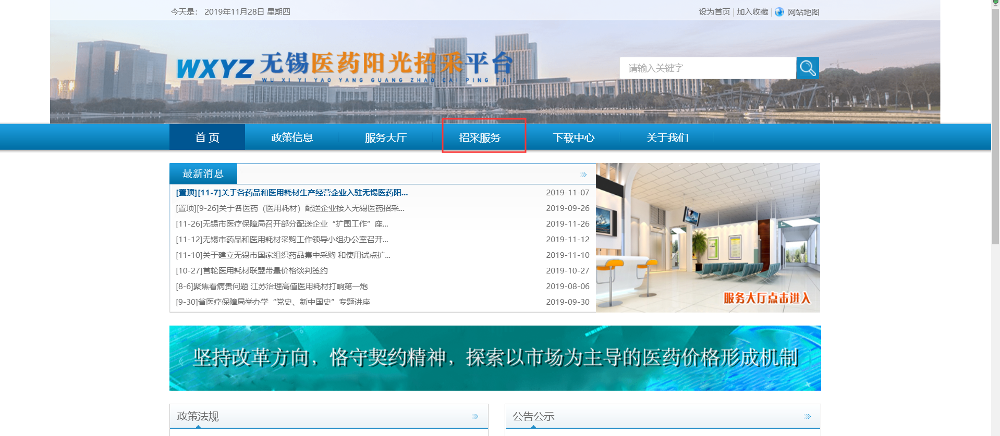 今天是： 2019年11月28日 星期四
设为首页 | 加入收藏 | 网站地图
WXYZ 无锡医药阳光招采平台
WU XI YI YAO YANG GUANG ZHAO CAI PING TAI
请输入关键字
首 页 政策信息 服务大厅 招采服务 下载中心 关于我们
最新消息
[置顶][11-7]关于各药品和医用耗材生产经营企业入驻无锡医药阳... 2019-11-07
[置顶][9-26]关于各医药（医用耗材）配送企业接入无锡医药招采... 2019-09-26
[11-26]无锡市医疗保障局召开部分配送企业“扩围工作”座... 2019-11-26
[11-12]无锡市药品和医用耗材采购工作领导小组办公室召开... 2019-11-12
[11-10]关于建立无锡市国家组织药品集中采购 和使用试点扩... 2019-11-10
[10-27]首轮医用耗材联盟带量价格谈判签约 2019-10-27
[8-6]聚焦看病贵问题 江苏治理高值医用耗材打响第一炮 2019-08-06
[9-30]省医疗保障局举办学“党史、新中国史”专题讲座 2019-09-30
服务大厅点击进入
坚持改革方向，恪守契约精神，探索以市场为主导的医药价格形成机制
政策法规
公告公示